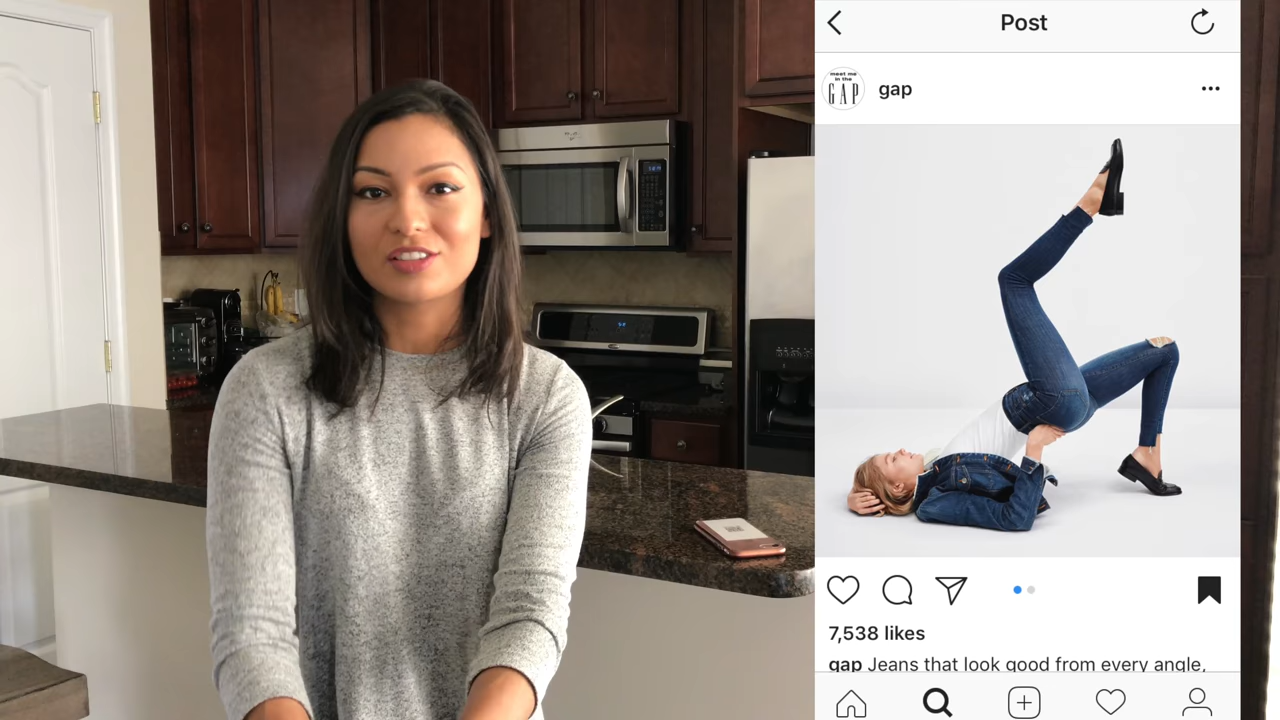 Post
meet me
in the
GAP
gap
7,538 likes
gap Jeans that look good from every angle,